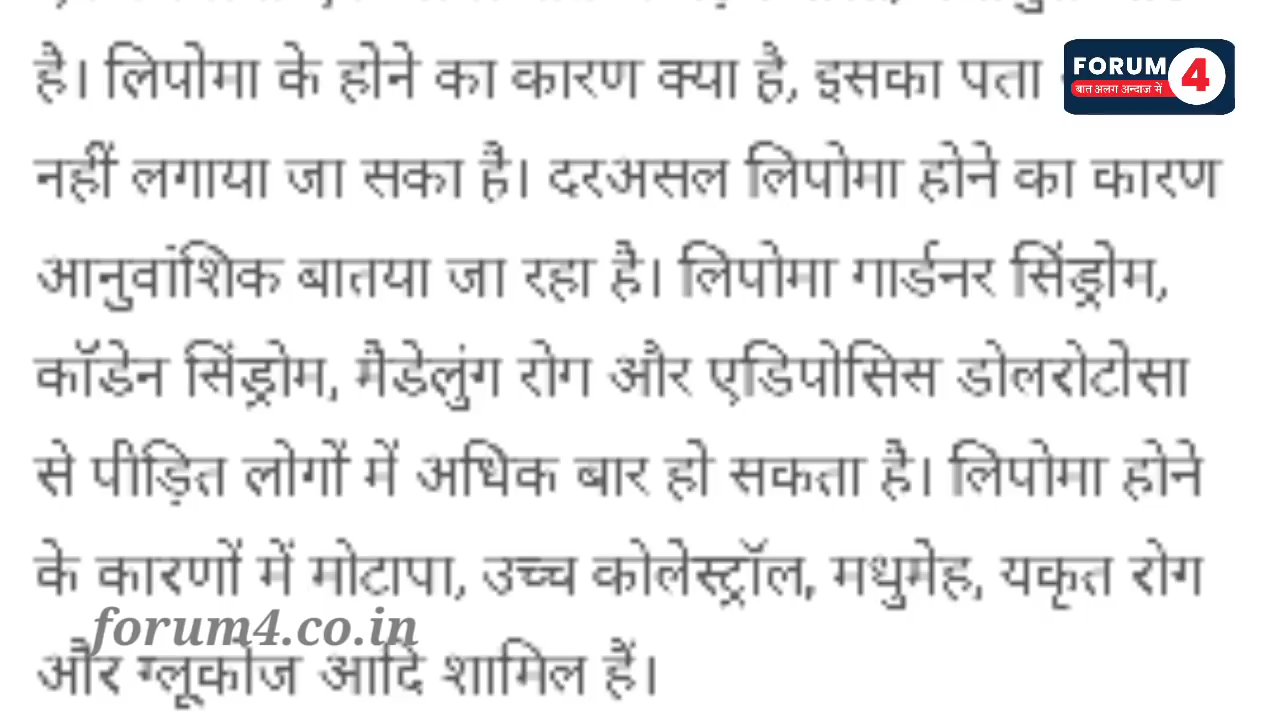 है। लिपोमा के होने का कारण क्या है, इसका पता
FORUM 4
बात अलग अन्दाज में
नहीं लगाया जा सका है। दरअसल लिपोमा होने का कारण
आनुवांशिक बातया जा रहा है। लिपोमा गार्डनर सिंड्रोम,
कॉडेन सिंड्रोम, मैडेलुंग रोग और एडिपोसिस डोलरोटोसा
से पीड़ित लोगों में अधिक बार हो सकता है। लिपोमा होने
के कारणों में मोटापा, उच्च कोलेस्ट्रॉल, मधुमेह, यकृत रोग
forum4.co.in
और ग्लूकोज आदि शामिल हैं।